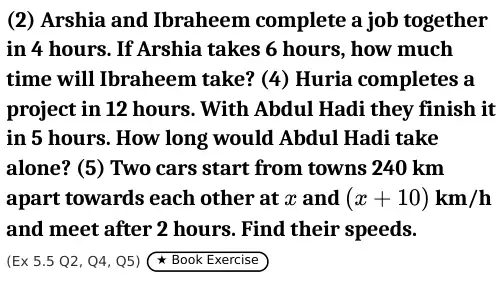 (2) Arshia and Ibraheem complete a job together
in 4 hours. If Arshia takes 6 hours, how much
time will Ibraheem take? (4) Huria completes a
project in 12 hours. With Abdul Hadi they finish it
in 5 hours. How long would Abdul Hadi take
alone? (5) Two cars start from towns 240 km
apart towards each other at x and (x + 10) km/h
and meet after 2 hours. Find their speeds.
(Ex 5.5 Q2, Q4, Q5) ★ Book Exercise